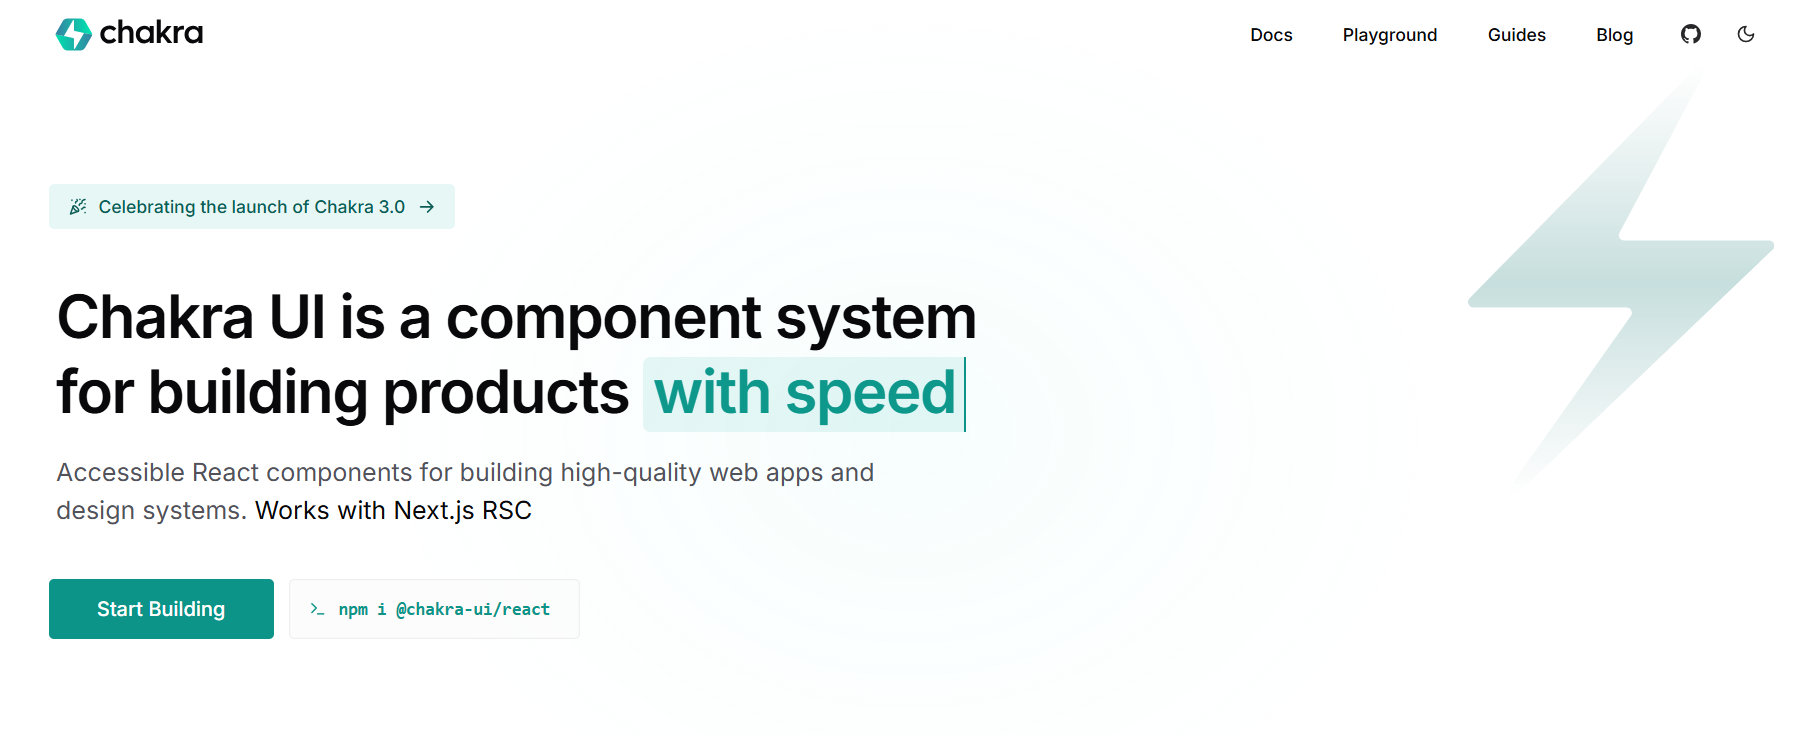 chakra
Docs
Playground
Guides
Blog
Celebrating the launch of Chakra 3.0
Chakra UI is a component system
for building products with speed
Accessible React components for building high-quality web apps and
design systems. Works with Next.js RSC
Start Building
npm i @chakra-ui/react